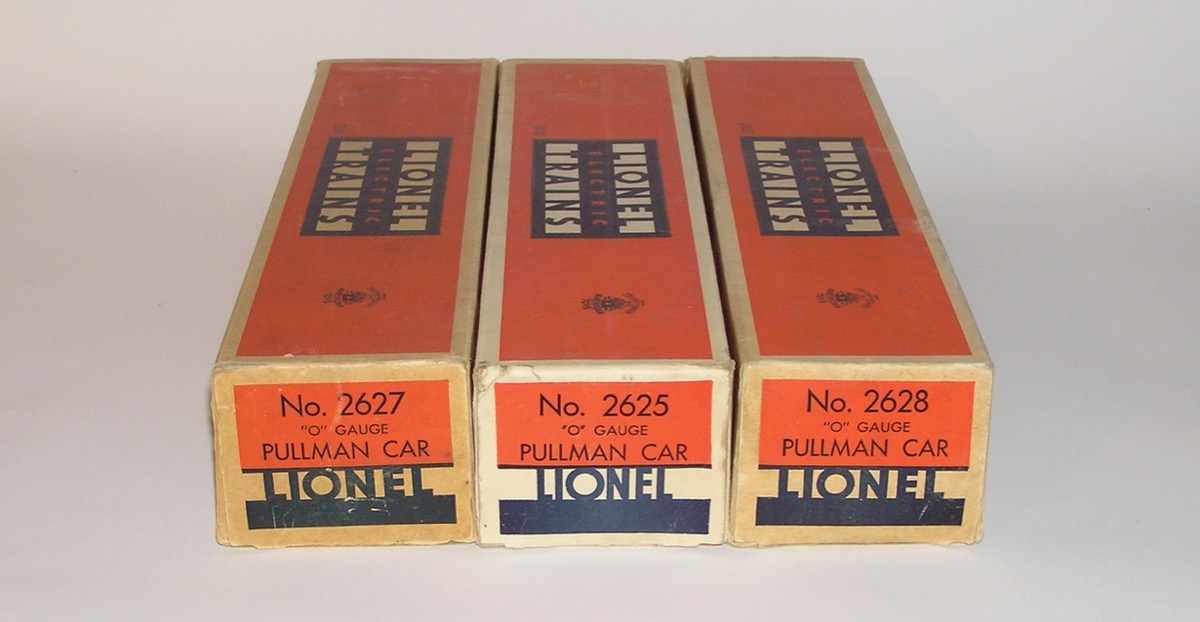 LIONEL
ELECTRIC
TRAINS
LIONEL
ELECTRIC
TRAINS
LIONEL
ELECTRIC
TRAINS
No. 2627
"O" GAUGE
PULLMAN CAR
LIONEL
No. 2625
"O" GAUGE
PULLMAN CAR
LIONEL
No. 2628
"O" GAUGE
PULLMAN CAR
LIONEL